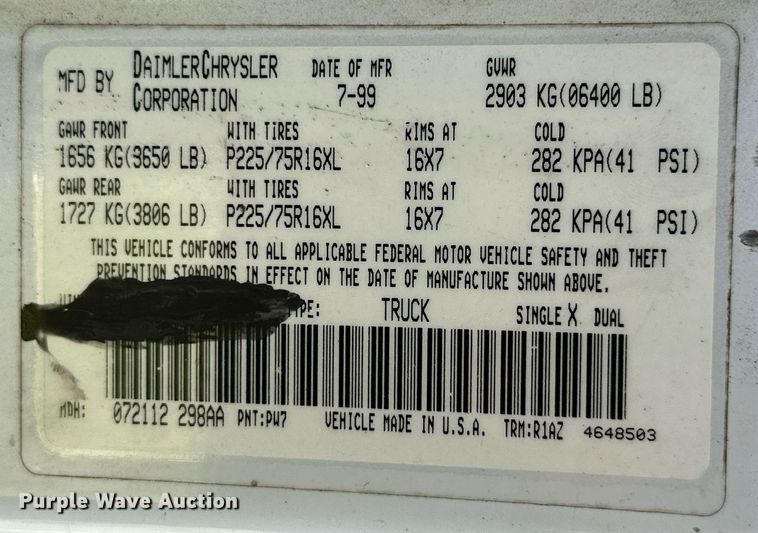 MFD BY DAIMLERCHRYSLER CORPORATION DATE OF MFR 7-99 GVWR 2903 KG(06400 LB)
GAWR FRONT WITH TIRES RIMS AT COLD
1656 KG(3650 LB) P225/75R16XL 16X7 282 KPA(41 PSI)
GAWR REAR WITH TIRES RIMS AT COLD
1727 KG(3806 LB) P225/75R16XL 16X7 282 KPA(41 PSI)
THIS VEHICLE CONFORMS TO ALL APPLICABLE FEDERAL MOTOR VEHICLE SAFETY AND THEFT
PREVENTION STANDARDS IN EFFECT ON THE DATE OF MANUFACTURE SHOWN ABOVE.
TRUCK SINGLE X DUAL
MDH: 072112 298AA PNT:PW7 VEHICLE MADE IN U.S.A. TRM:R1AZ 4648503
Purple Wave Auction